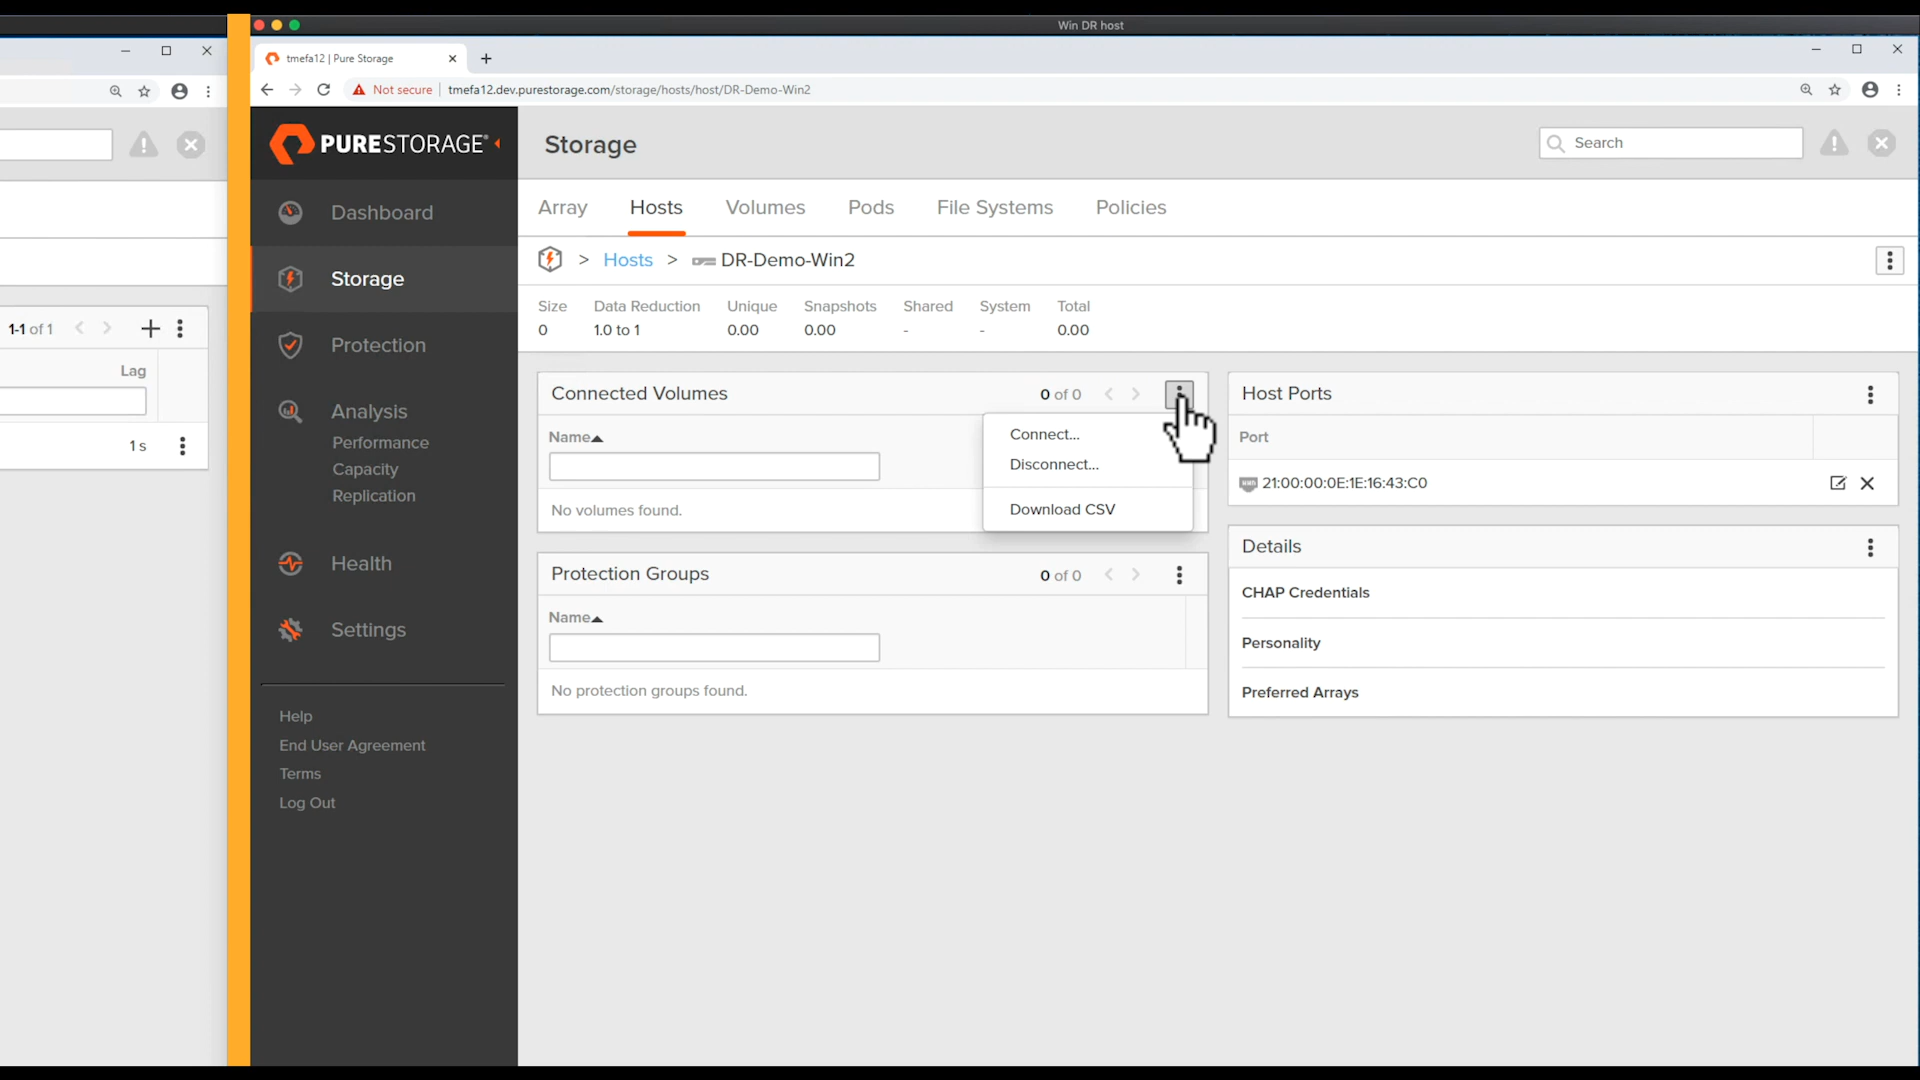 Win DR host
tmefa12 | Pure Storage
Not secure
tmefa12.dev.purestorage.com/storage/hosts/host/DR-Demo-Win2
PURESTORAGE®
Storage
Search
Dashboard
Storage
Protection
Analysis
Performance
Capacity
Replication
Health
Settings
Help
End User Agreement
Terms
Log Out
Array Hosts Volumes Pods File Systems Policies
> Hosts > DR-Demo-Win2
Size Data Reduction Unique Snapshots Shared System Total
0 1.0 to 1 0.00 0.00 - - 0.00
Connected Volumes 0 of 0
Name
No volumes found.
Connect...
Disconnect...
Download CSV
Protection Groups 0 of 0
Name
No protection groups found.
Host Ports
Port
21:00:00:0E:1E:16:43:C0
Details
CHAP Credentials
Personality
Preferred Arrays
1-1 of 1
Lag
1 s